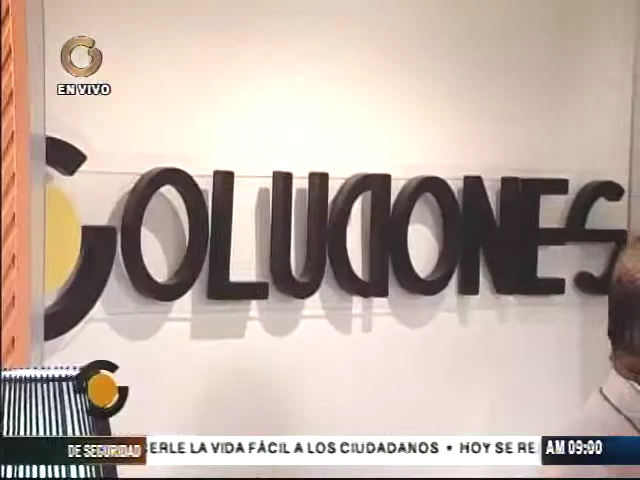 EN VIVO
SOLUCIONES
DE SEGURIDAD ERLE LA VIDA FÁCIL A LOS CIUDADANOS • HOY SE RE AM 09:00